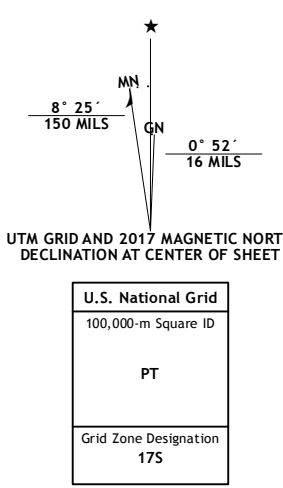 MN
8° 25´
150 MILS
GN
0° 52´
16 MILS
UTM GRID AND 2017 MAGNETIC NORT
DECLINATION AT CENTER OF SHEET
U.S. National Grid
100,000-m Square ID
PT
Grid Zone Designation
17S